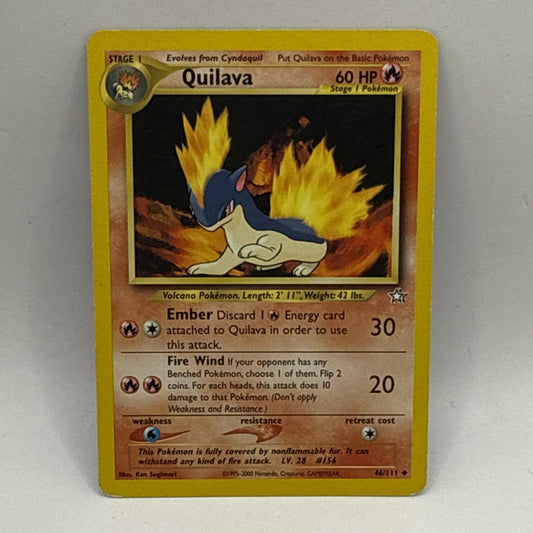 STAGE 1 Evolves from Cyndaquil Put Quilava on the Basic Pokémon
Quilava 60 HP
Stage 1 Pokémon
Volcano Pokémon. Length: 2' 11", Weight: 42 lbs.
Ember Discard 1 Energy card
attached to Quilava in order to use
this attack.
30
Fire Wind If your opponent has any
Benched Pokémon, choose 1 of them. Flip 2
coins. For each heads, this attack does 10
damage to that Pokémon. (Don't apply
Weakness and Resistance.)
20
weakness resistance retreat cost
This Pokémon is fully covered by nonflammable fur. It can
withstand any kind of fire attack. LV. 28 #156
Illus. Ken Sugimori ©1995-2000 Nintendo, Creatures, GAMEFREAK. 46/111